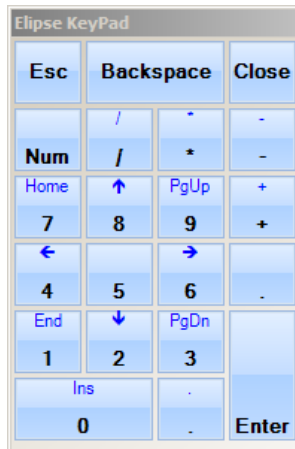 Elipse KeyPad
Esc Backspace Close
/ * -
Num / * -
Home ↑ PgUp +
7 8 9 +
← →
4 5 6 .
End ↓ PgDn
1 2 3
Ins .
0 . Enter